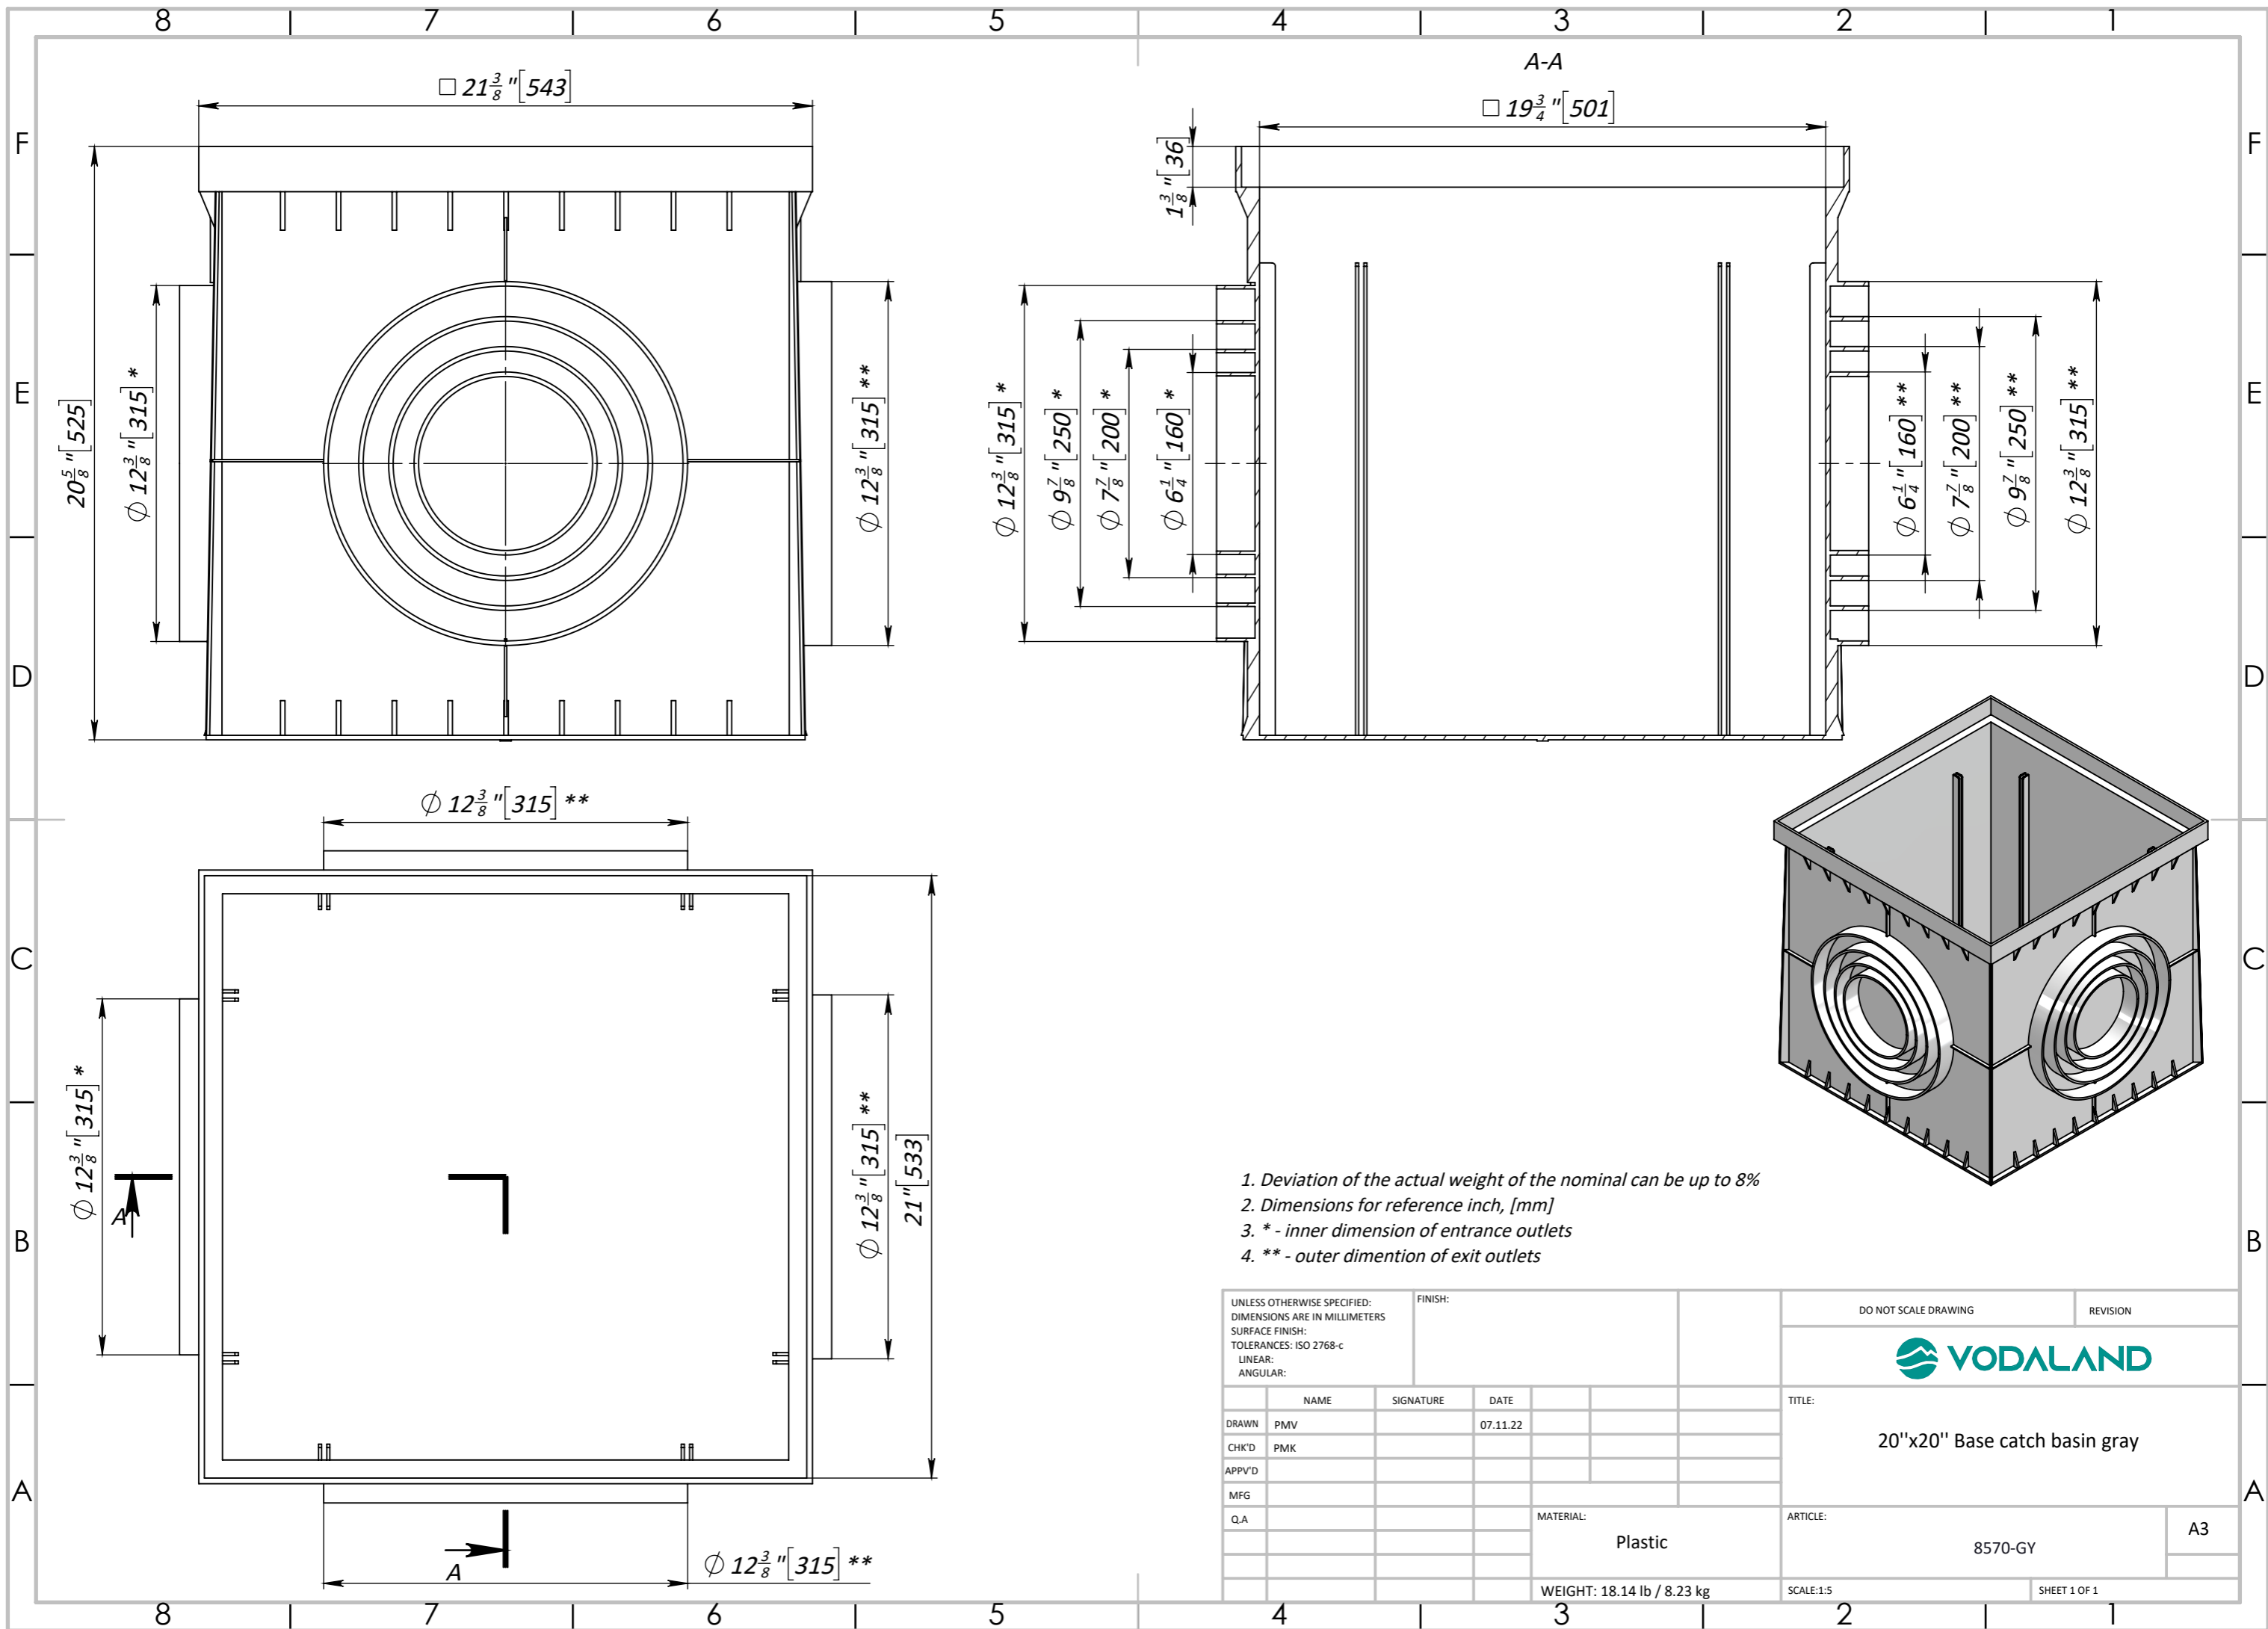 8 7 6 5 4 3 2 1
F
E
D
C
B
A
□ 21 3/8 "[543]
20 5/8 "[525]
∅ 12 3/8 "[315] *
∅ 12 3/8 "[315] **
A-A
□ 19 3/4 "[501]
1 3/8 "[36]
∅ 12 3/8 "[315] *
∅ 9 7/8 "[250] *
∅ 7 7/8 "[200] *
∅ 6 1/4 "[160] *
∅ 6 1/4 "[160] **
∅ 7 7/8 "[200] **
∅ 9 7/8 "[250] **
∅ 12 3/8 "[315] **
F
E
D
C
B
A
∅ 12 3/8 "[315] **
∅ 12 3/8 "[315] *
A
∅ 12 3/8 "[315] **
21"[533]
A
∅ 12 3/8 "[315] **
1. Deviation of the actual weight of the nominal can be up to 8%
2. Dimensions for reference inch, [mm]
3. * - inner dimension of entrance outlets
4. ** - outer dimention of exit outlets
UNLESS OTHERWISE SPECIFIED:
DIMENSIONS ARE IN MILLIMETERS
SURFACE FINISH:
TOLERANCES: ISO 2768-c
LINEAR:
ANGULAR:
FINISH:
DO NOT SCALE DRAWING
REVISION
VODALAND
NAME SIGNATURE DATE
DRAWN PMV 07.11.22
CHK'D PMK
APPV'D
MFG
Q.A
TITLE:
20''x20'' Base catch basin gray
MATERIAL:
Plastic
ARTICLE:
8570-GY
A3
WEIGHT: 18.14 lb / 8.23 kg
SCALE:1:5
SHEET 1 OF 1
8 7 6 5 4 3 2 1